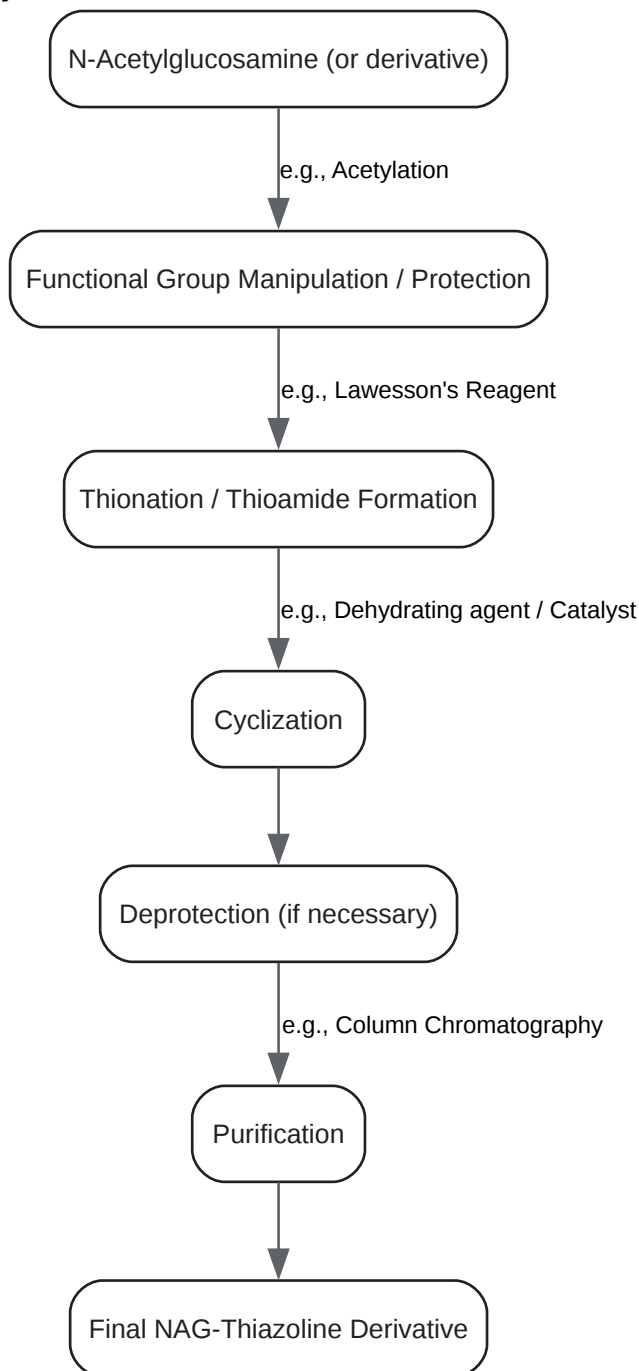 N-Acetylglucosamine (or derivative)
e.g., Acetylation
Functional Group Manipulation / Protection
e.g., Lawesson's Reagent
Thionation / Thioamide Formation
e.g., Dehydrating agent / Catalyst
Cyclization
Deprotection (if necessary)
e.g., Column Chromatography
Purification
Final NAG-Thiazoline Derivative